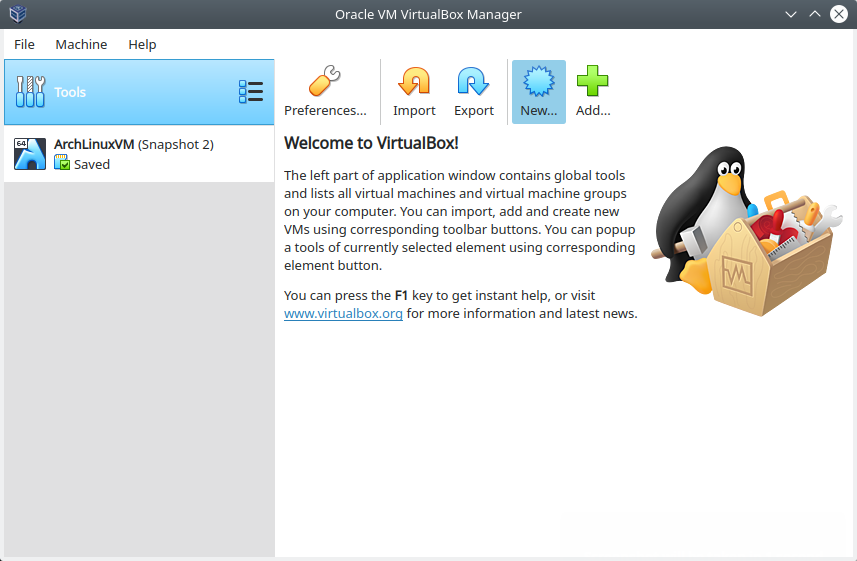 Oracle VM VirtualBox Manager
File Machine Help
Tools
Preferences... Import Export New... Add...
64
ArchLinuxVM (Snapshot 2)
Saved
Welcome to VirtualBox!
The left part of application window contains global tools
and lists all virtual machines and virtual machine groups
on your computer. You can import, add and create new
VMs using corresponding toolbar buttons. You can popup
a tools of currently selected element using corresponding
element button.
You can press the F1 key to get instant help, or visit
www.virtualbox.org for more information and latest news.